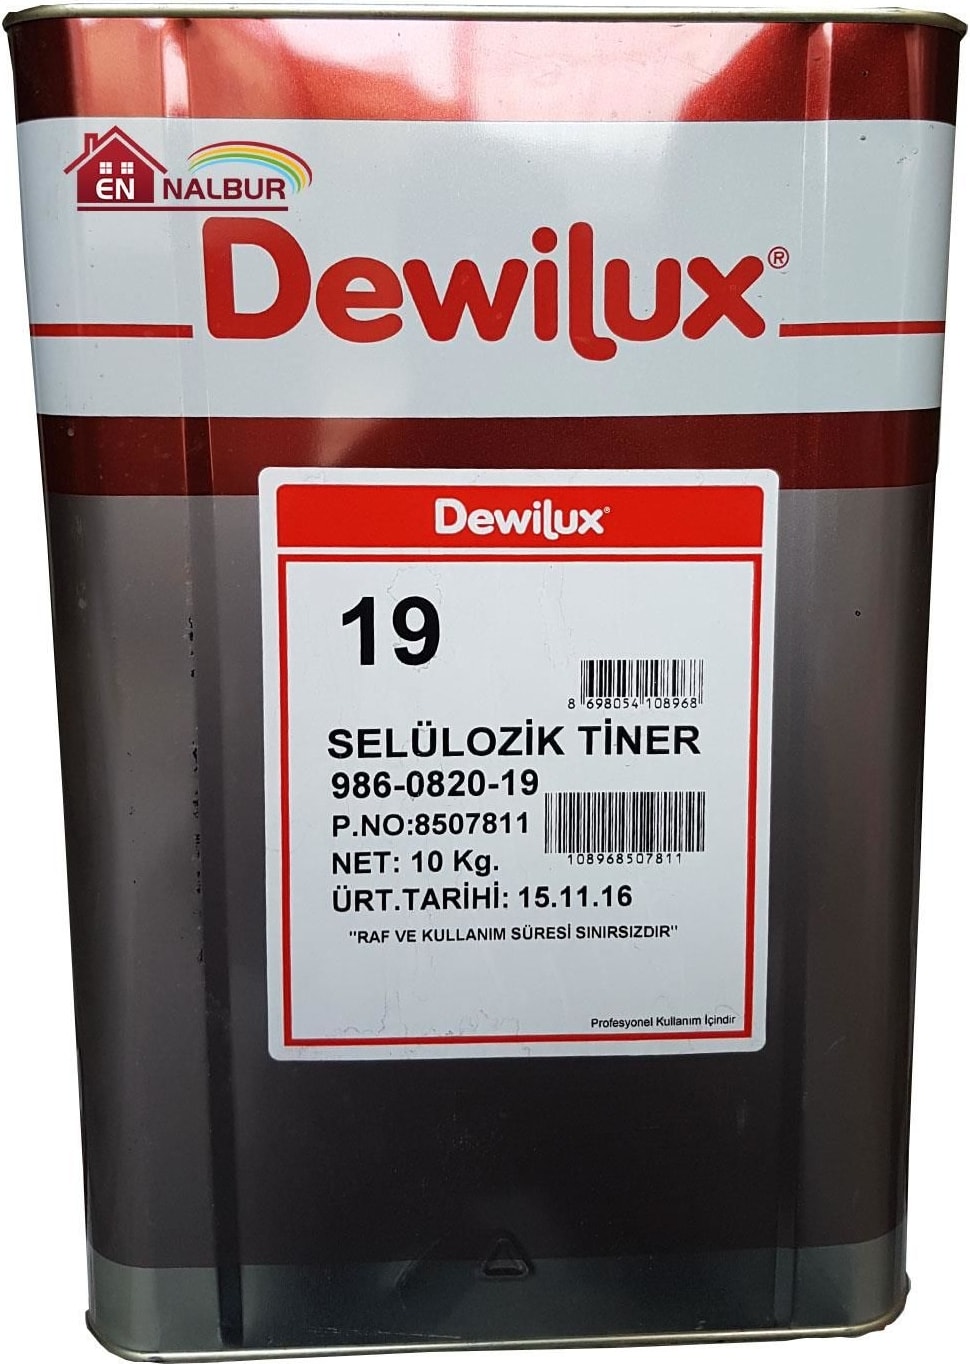 EN NALBUR
Dewilux®
Dewilux®
19
8 698054 108968
SELÜLOZİK TİNER
986-0820-19
P.NO:8507811
108968507811
NET: 10 Kg.
ÜRT.TARİHİ: 15.11.16
"RAF VE KULLANIM SÜRESİ SINIRSIZDIR"
Profesyonel Kullanım İçindir